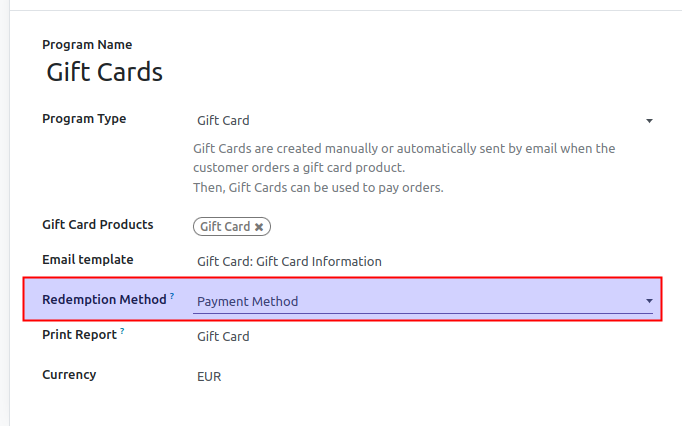 Program Name
Gift Cards
Program Type
Gift Card
Gift Cards are created manually or automatically sent by email when the
customer orders a gift card product.
Then, Gift Cards can be used to pay orders.
Gift Card Products
Gift Card ✖
Email template
Gift Card: Gift Card Information
Redemption Method ?
Payment Method
Print Report ?
Gift Card
Currency
EUR